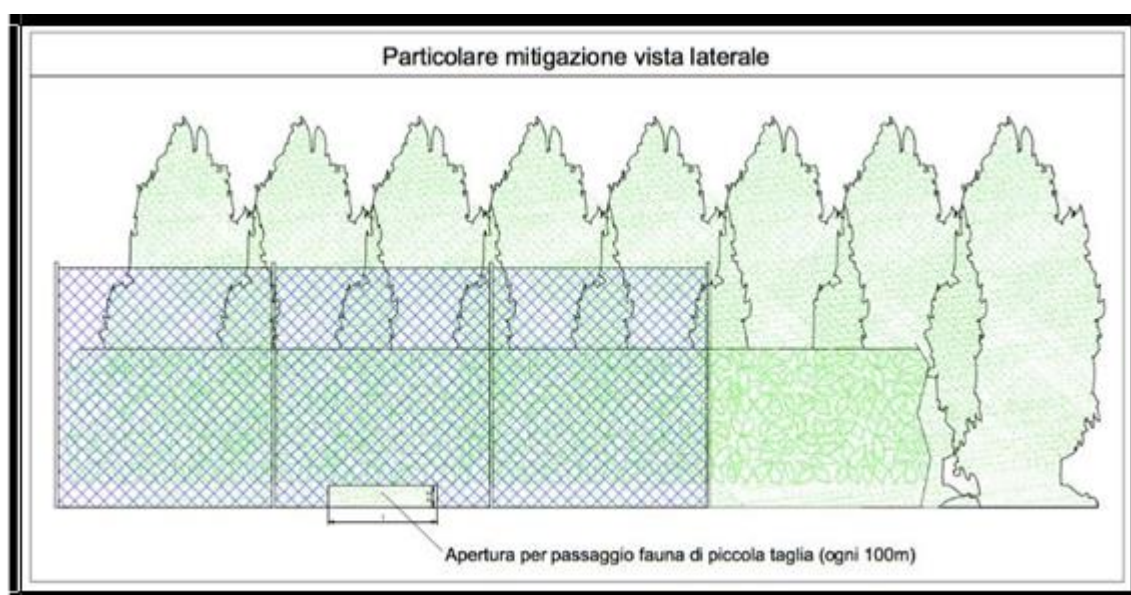 Particolare mitigazione vista laterale
Apertura per passaggio fauna di piccola taglia (ogni 100m)